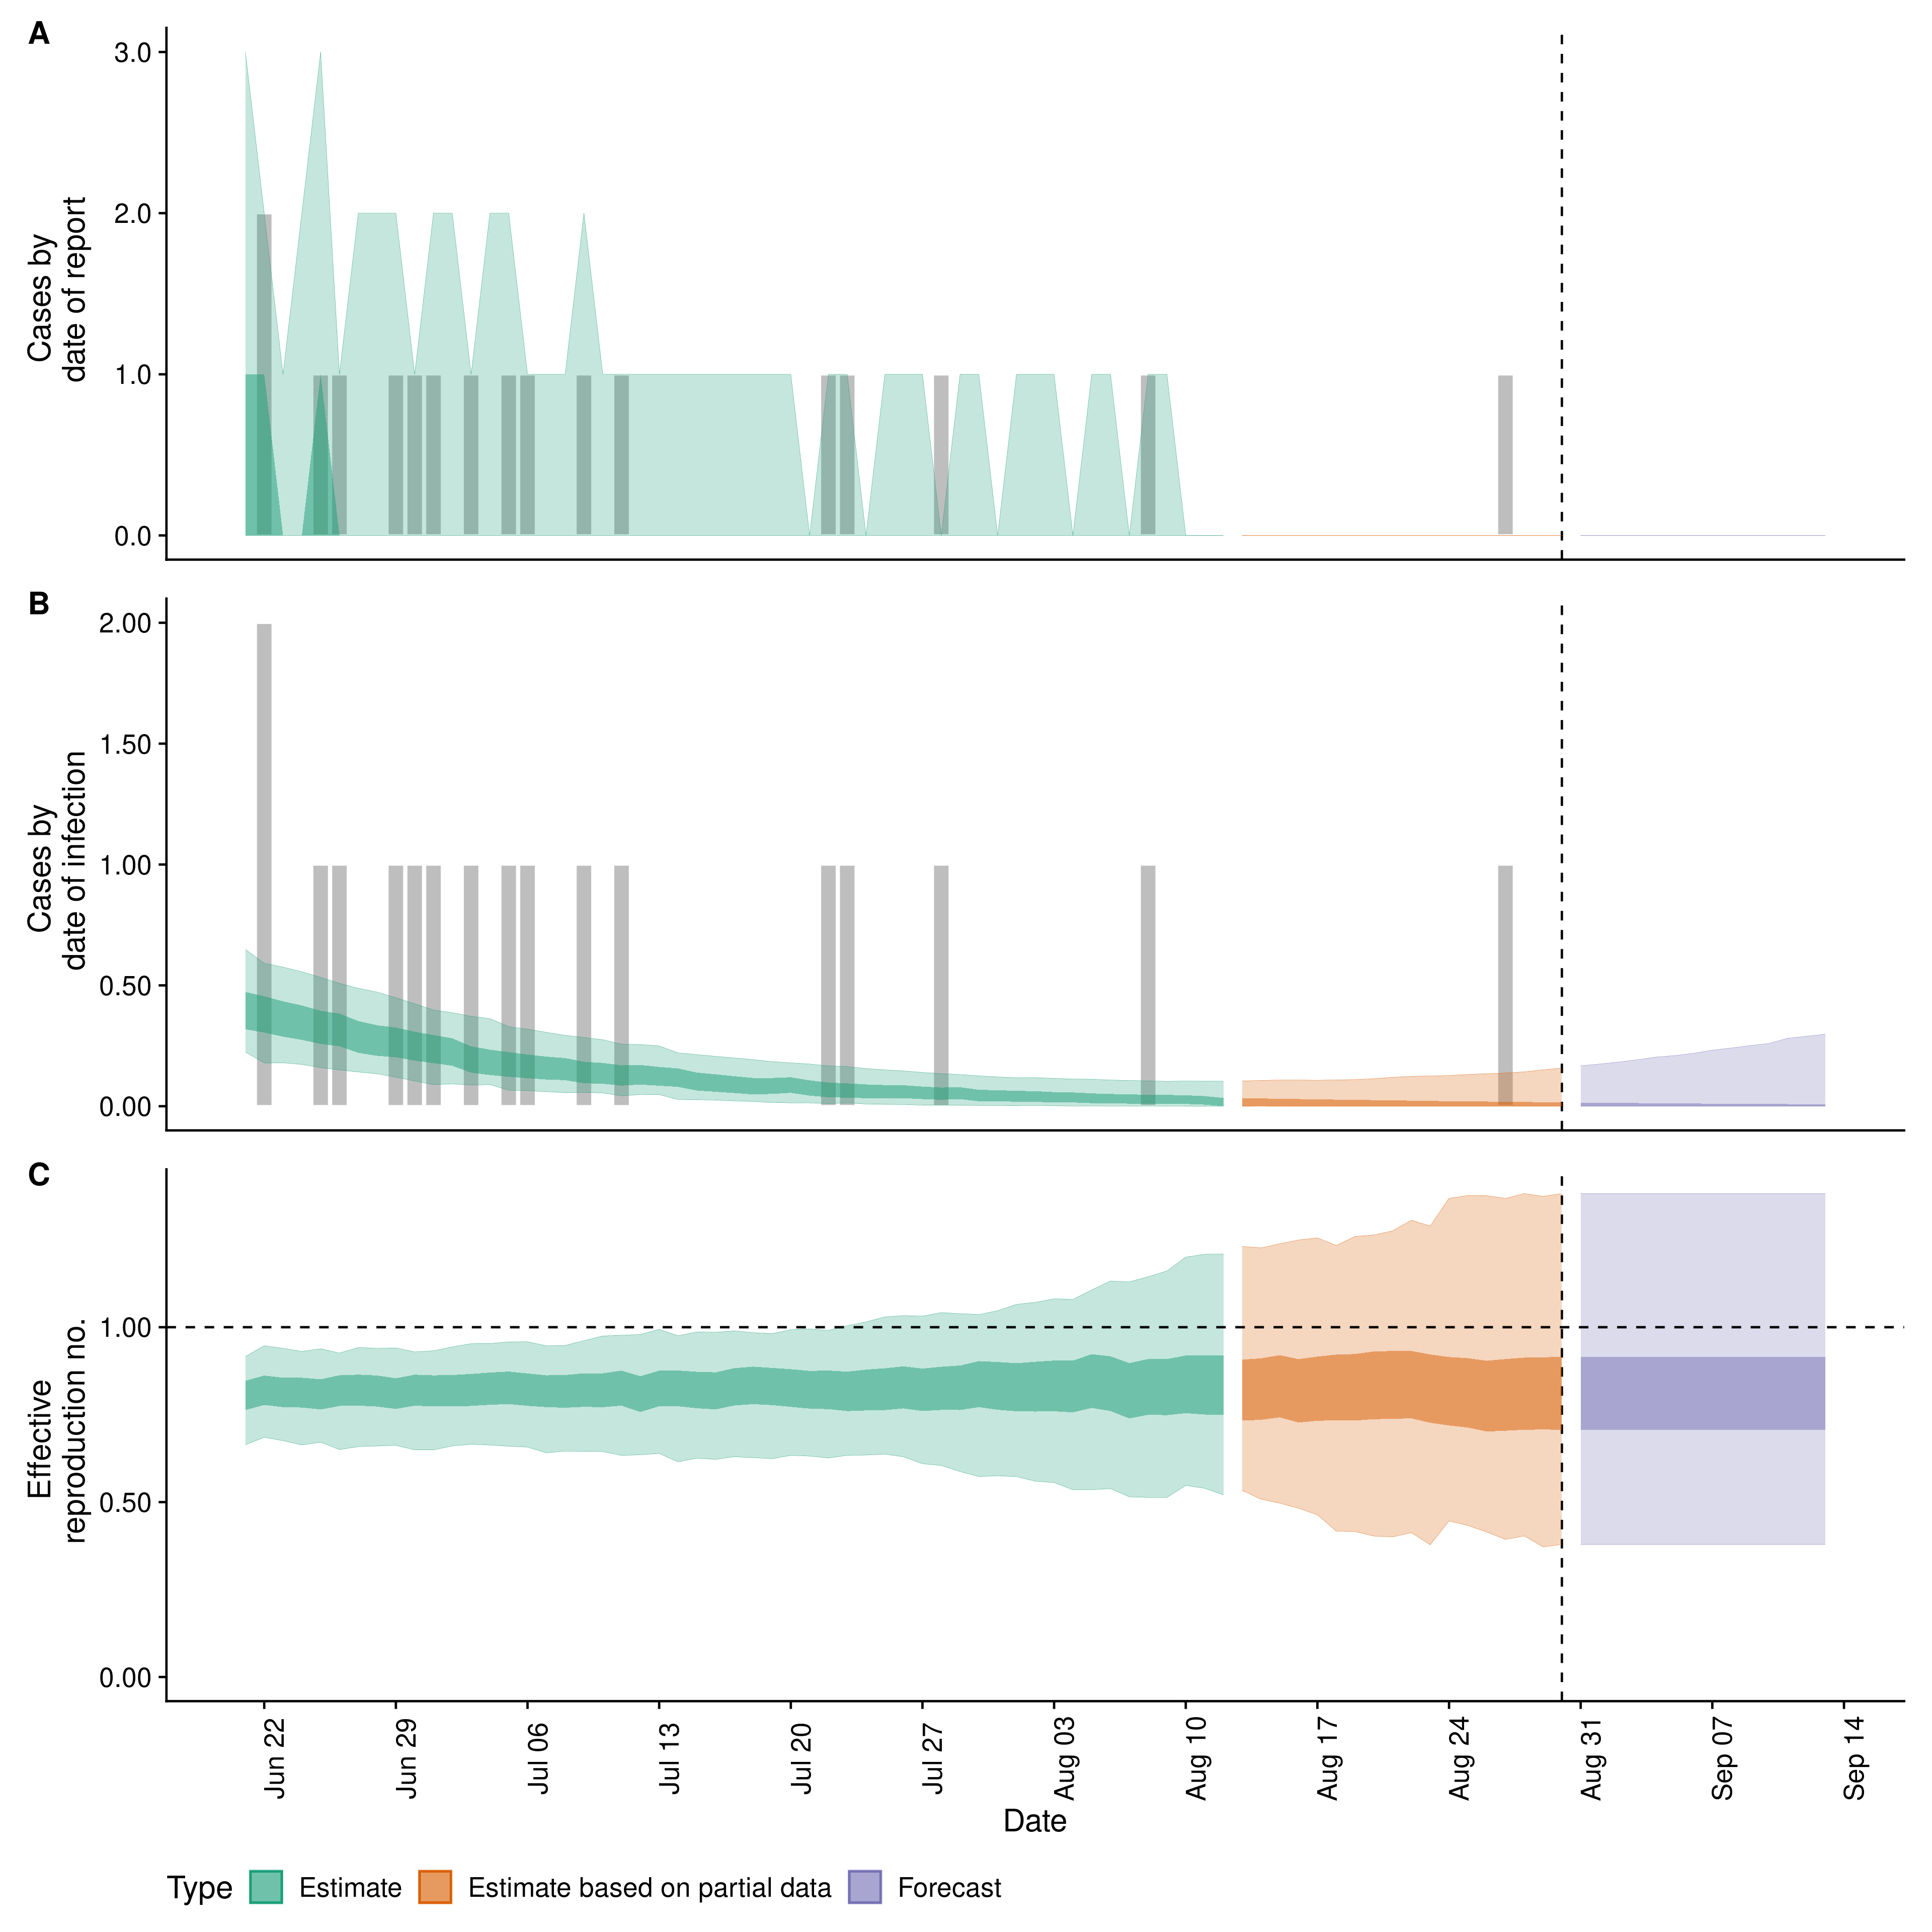 A
Cases by
date of report
3.0
2.0
1.0
0.0
B
Cases by
date of infection
2.00
1.50
1.00
0.50
0.00
C
Effective
reproduction no.
1.00
0.50
0.00
Jun 22
Jun 29
Jul 06
Jul 13
Jul 20
Jul 27
Aug 03
Aug 10
Aug 17
Aug 24
Aug 31
Sep 07
Sep 14
Date
Type Estimate Estimate based on partial data Forecast